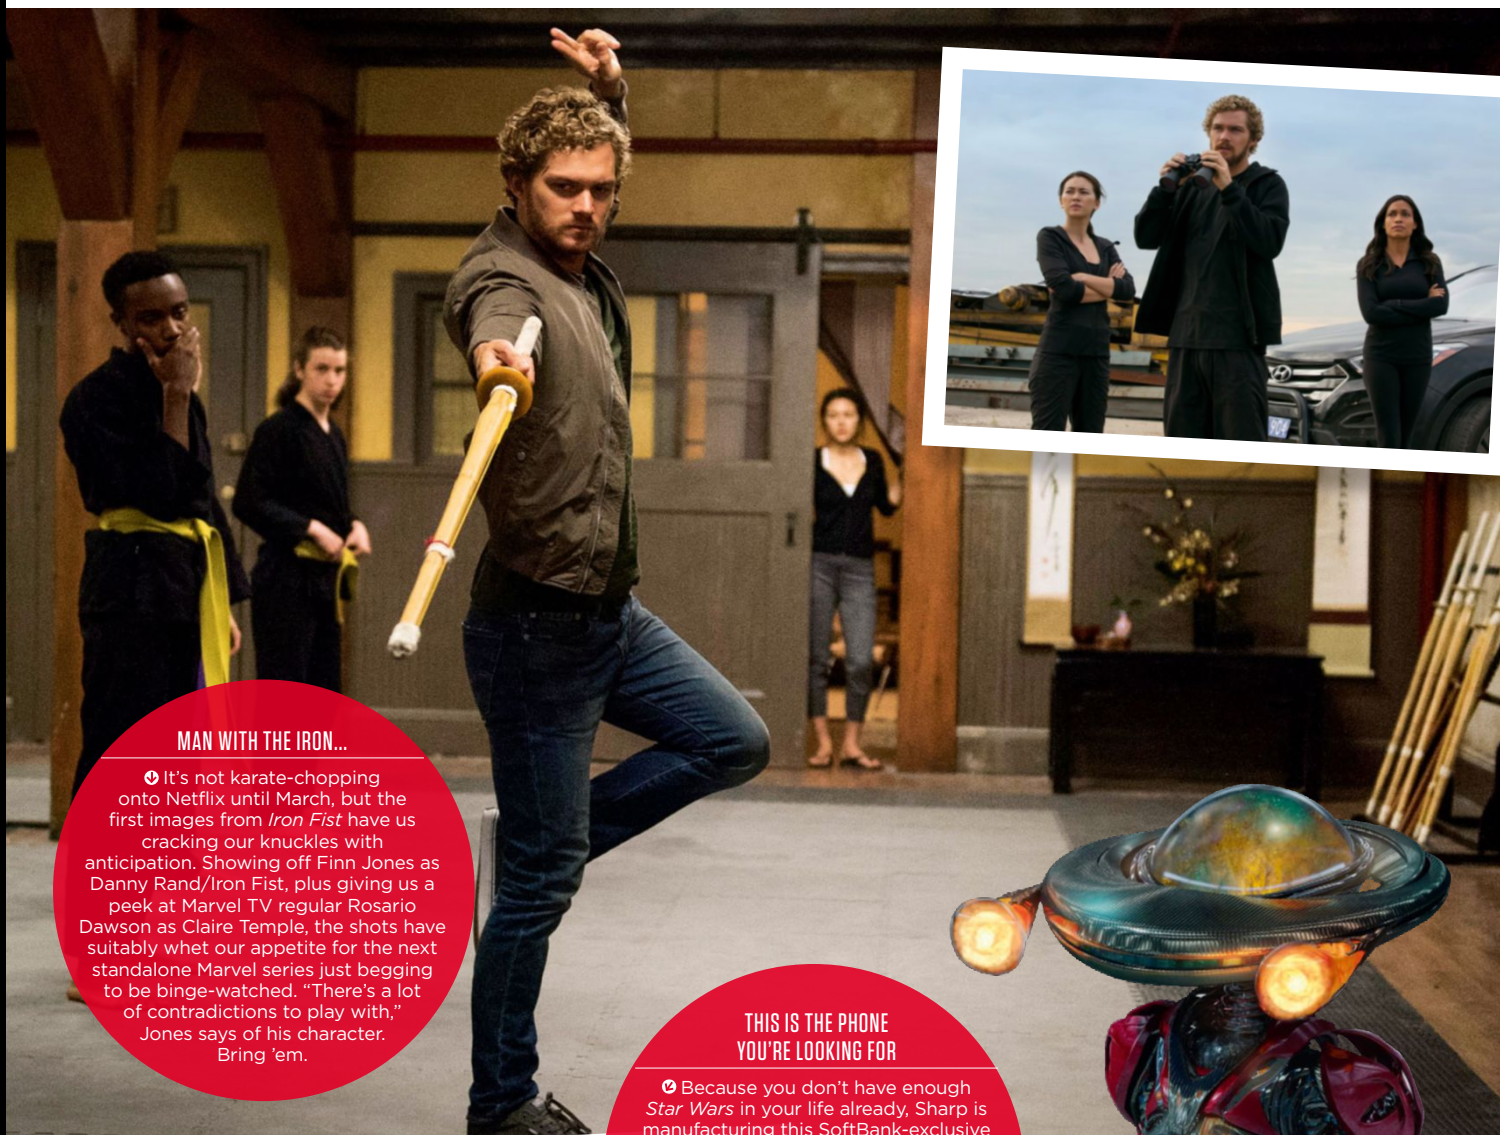 MAN WITH THE IRON...
It’s not karate-chopping
onto Netflix until March, but the
first images from Iron Fist have us
cracking our knuckles with
anticipation. Showing off Finn Jones as
Danny Rand/Iron Fist, plus giving us a
peek at Marvel TV regular Rosario
Dawson as Claire Temple, the shots have
suitably whet our appetite for the next
standalone Marvel series just begging
to be binge-watched. “There’s a lot
of contradictions to play with,”
Jones says of his character.
Bring ’em.
THIS IS THE PHONE
YOU’RE LOOKING FOR
Because you don’t have enough
Star Wars in your life already, Sharp is
manufacturing this SoftBank-exclusive